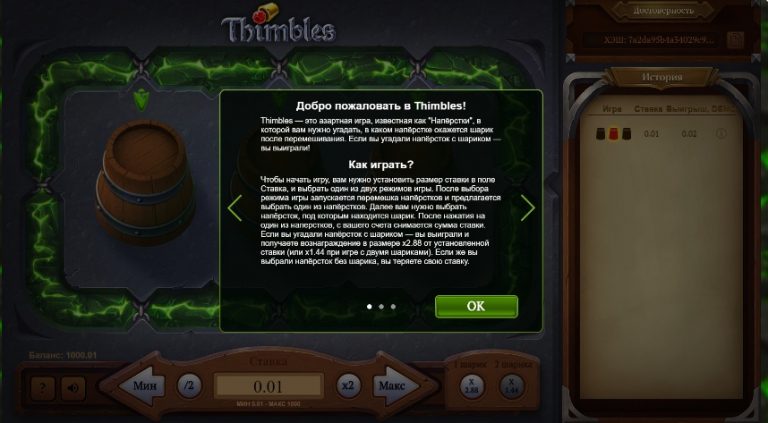 Thimbles
Достоверность
ХЭШ: 7a2da95b4a34029c9...
История
Игра Ставка Выигрыш, DEMO
0.01 0.02
Добро пожаловать в Thimbles!
Thimbles — это азартная игра, известная как "Напёрстки", в
которой вам нужно угадать, в каком напёрстке окажется шарик
после перемешивания. Если вы угадали напёрсток с шариком —
вы выиграли!
Как играть?
Чтобы начать игру, вам нужно установить размер ставки в поле
Ставка, и выбрать один из двух режимов игры. После выбора
режима игры запускается перемешка напёрстков и предлагается
выбрать один из напёрстков. Далее вам нужно выбрать
напёрсток, под которым находится шарик. После нажатия на
один из наперстков, с вашего счета снимается сумма ставки.
Если вы угадали напёрсток с шариком — вы выиграли и
получаете вознаграждение в размере x2.88 от установленной
ставки (или x1.44 при игре с двумя шариками). Если же вы
выбрали напёрсток без шарика, вы теряете свою ставку.
OK
Баланс: 1000.01
Ставка
1 шарик 2 шарика
? Мин /2 0.01 x2 Макс X 2.88 X 1.44
МИН 0.01 - МАКС 1000